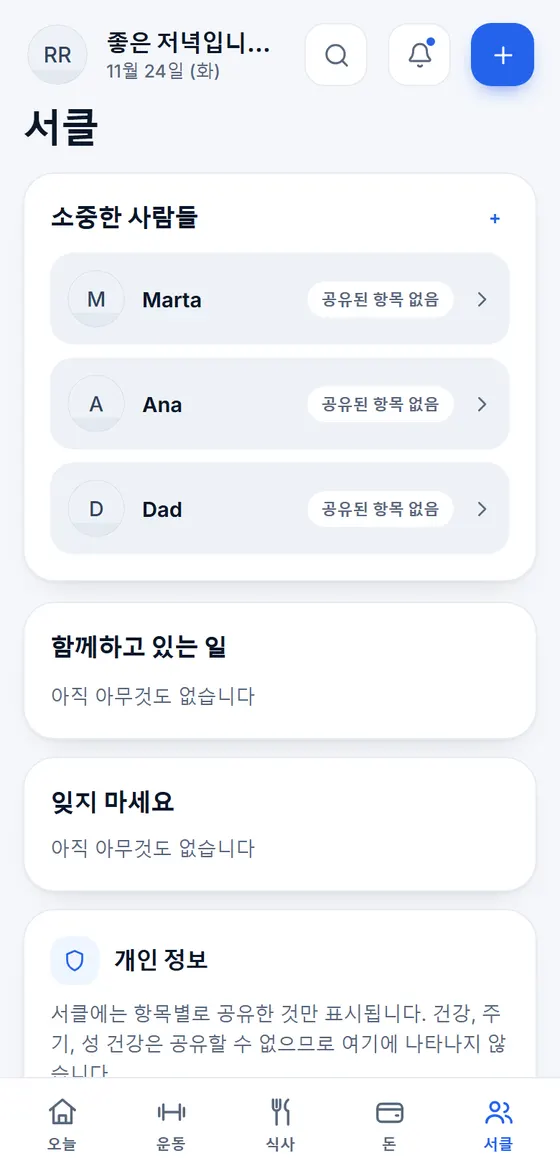 RR
좋은 저녁입니...
11월 24일 (화)
서클
소중한 사람들
+
M
Marta
공유된 항목 없음
A
Ana
공유된 항목 없음
D
Dad
공유된 항목 없음
함께하고 있는 일
아직 아무것도 없습니다
잊지 마세요
아직 아무것도 없습니다
개인 정보
서클에는 항목별로 공유한 것만 표시됩니다. 건강, 주
기, 성 건강은 공유할 수 없으므로 여기에 나타나지 않
습니다
오늘
운동
식사
돈
서클